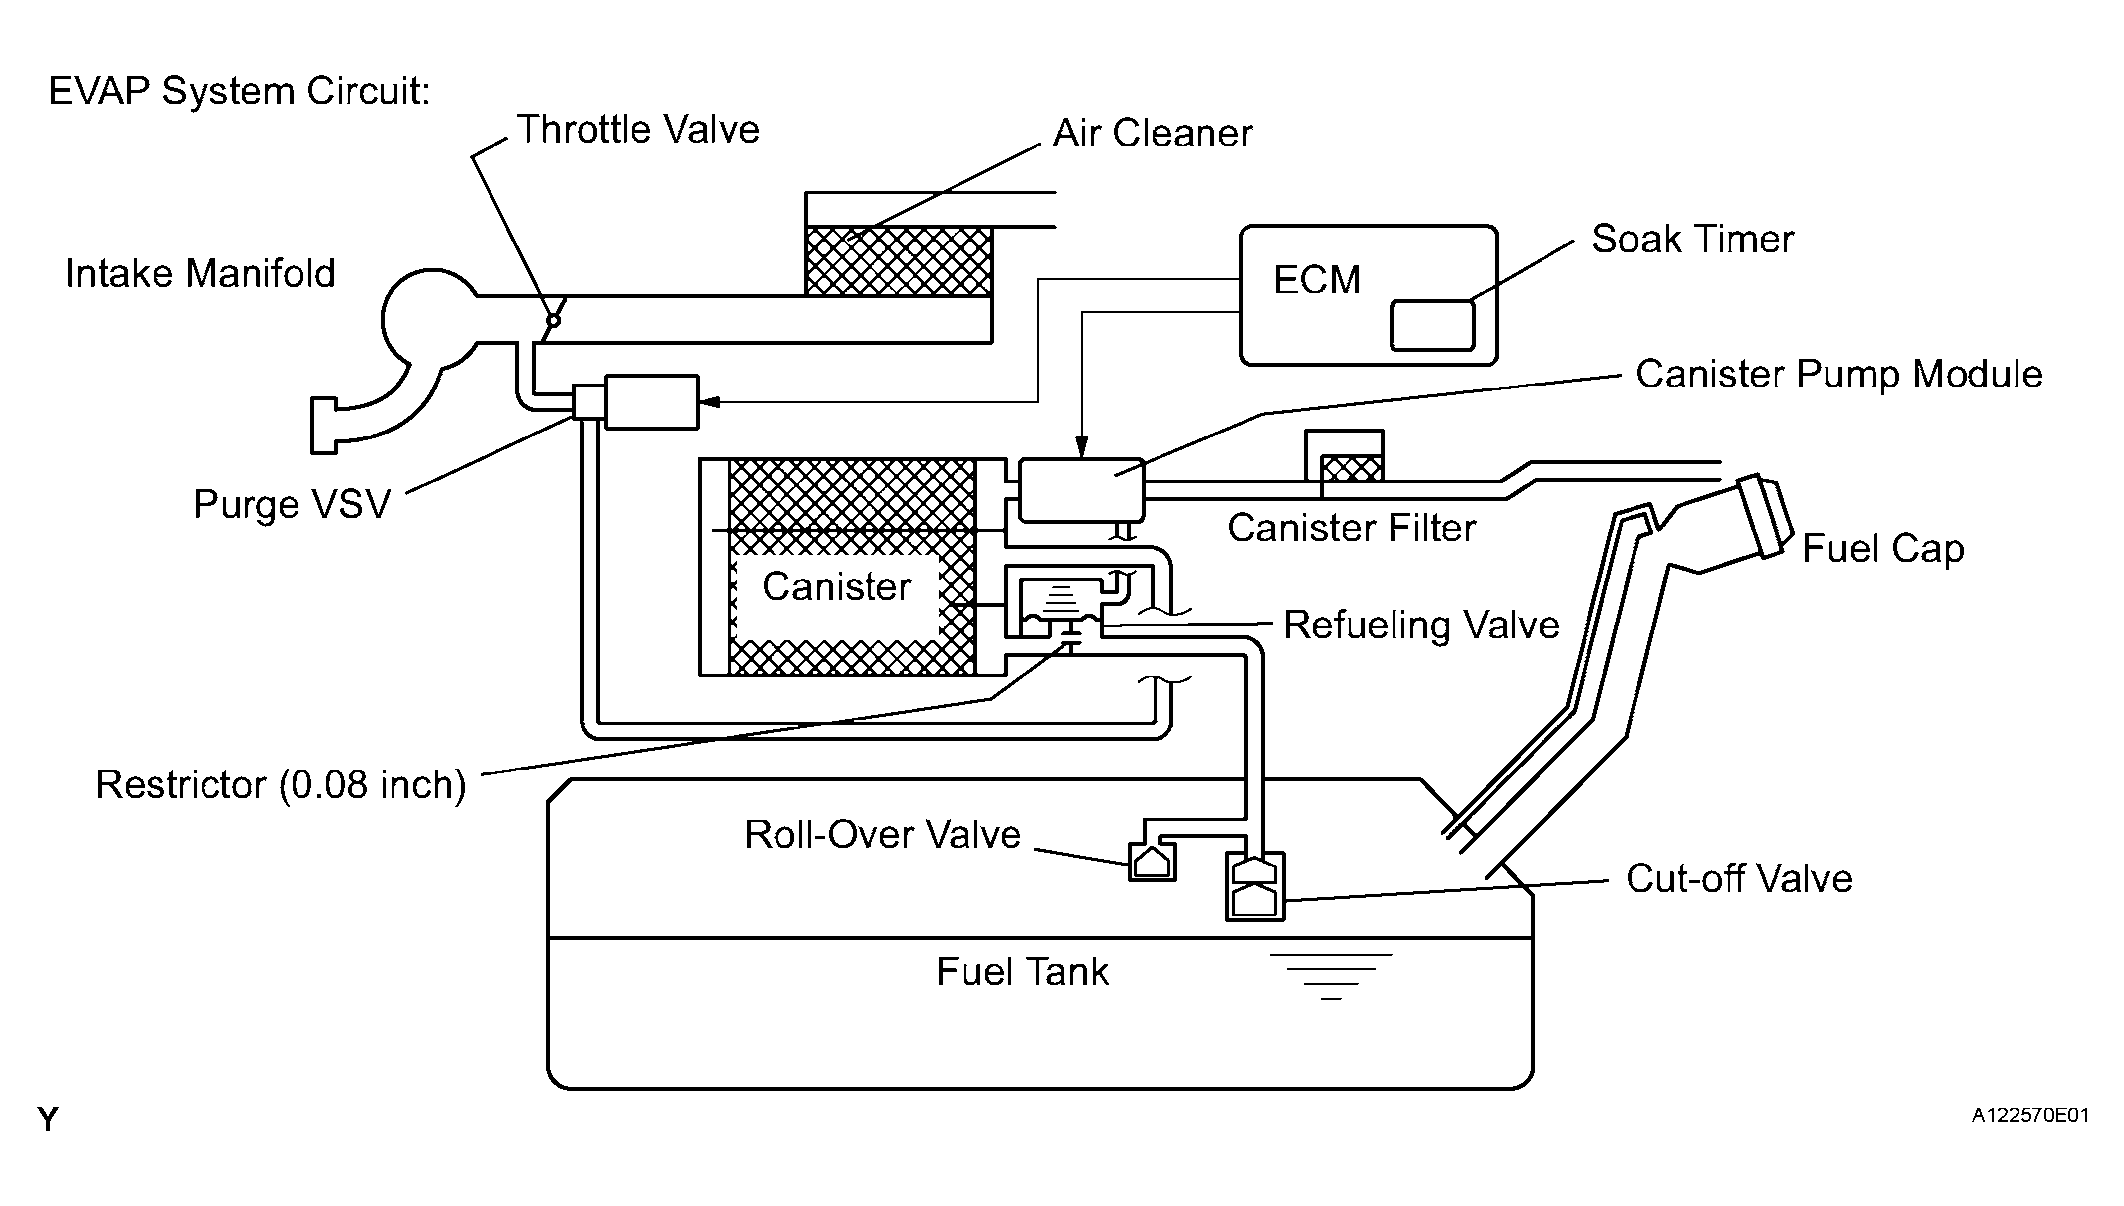 EVAP System Circuit:
Throttle Valve
Air Cleaner
Soak Timer
Intake Manifold
ECM
Canister Pump Module
Purge VSV
Canister Filter
Fuel Cap
Canister
Refueling Valve
Restrictor (0.08 inch)
Roll-Over Valve
Cut-off Valve
Fuel Tank
Y
A122570E01